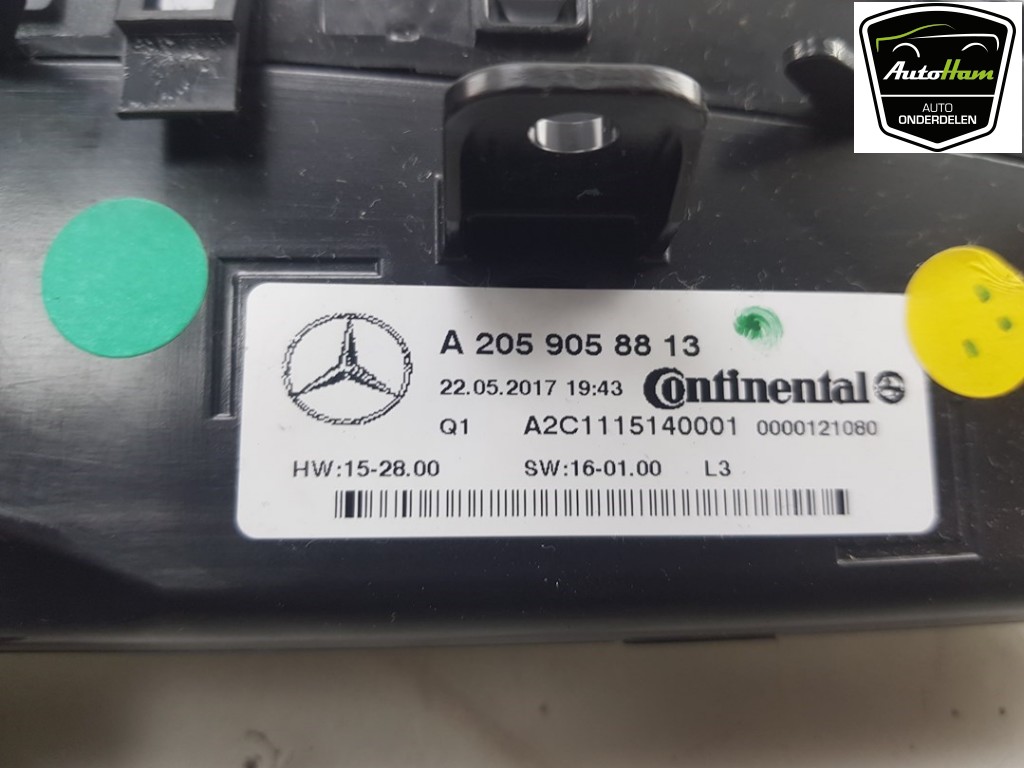 AutoHam
AUTO
ONDERDELEN
A 205 905 88 13
22.05.2017 19:43 Continental
Q1 A2C1115140001 0000121080
HW:15-28.00 SW:16-01.00 L3